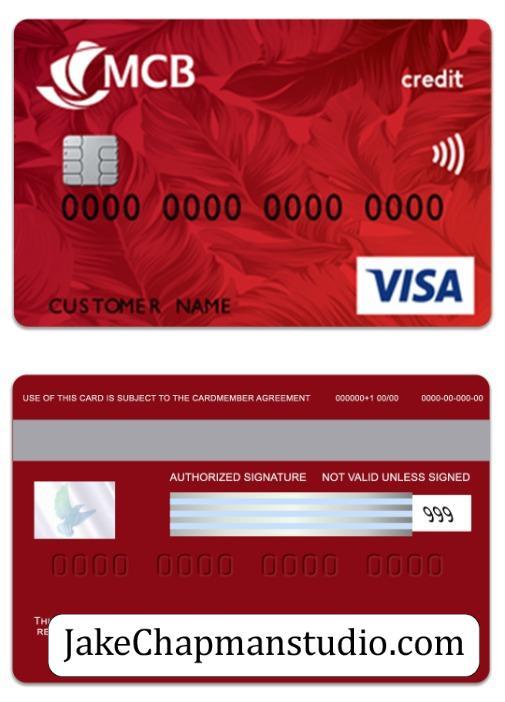 MCB
credit
0000 0000 0000 0000
VISA
CUSTOMER NAME
USE OF THIS CARD IS SUBJECT TO THE CARDMEMBER AGREEMENT 000000+1 00/00 0000-00-000-00
AUTHORIZED SIGNATURE NOT VALID UNLESS SIGNED
999
0000 0000 0000 0000
JakeChapmanstudio.com